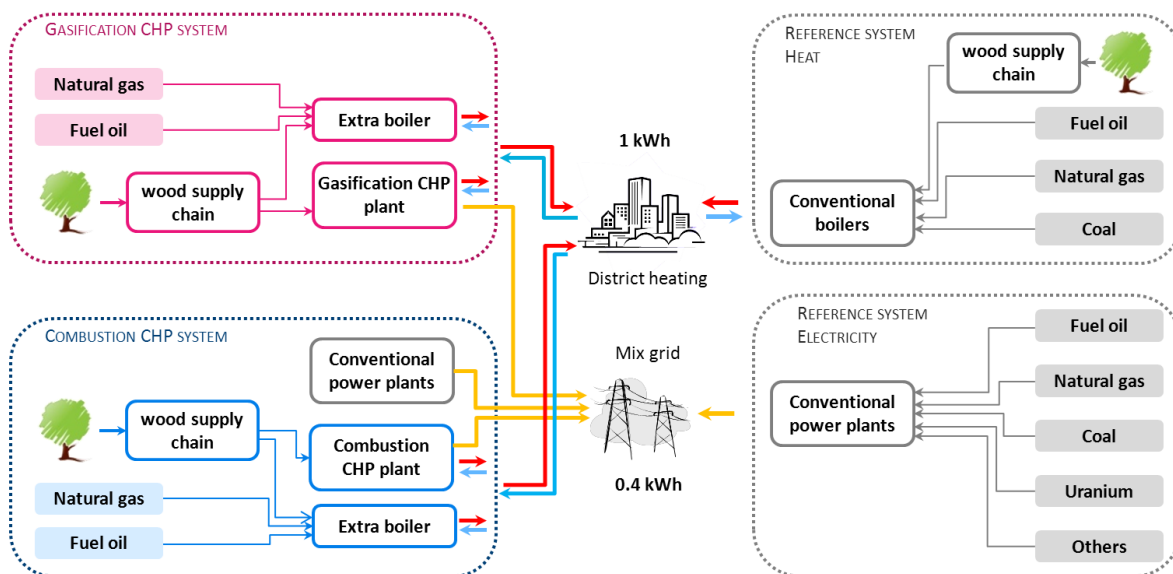 GASIFICATION CHP SYSTEM
Natural gas
Fuel oil
wood supply
chain
Extra boiler
Gasification CHP
plant
COMBUSTION CHP SYSTEM
Conventional
power plants
wood supply
chain
Combustion
CHP plant
Natural gas
Fuel oil
Extra boiler
1 kWh
District heating
Mix grid
0.4 kWh
REFERENCE SYSTEM
HEAT
wood supply
chain
Fuel oil
Natural gas
Coal
Conventional
boilers
REFERENCE SYSTEM
ELECTRICITY
Fuel oil
Natural gas
Coal
Uranium
Others
Conventional
power plants